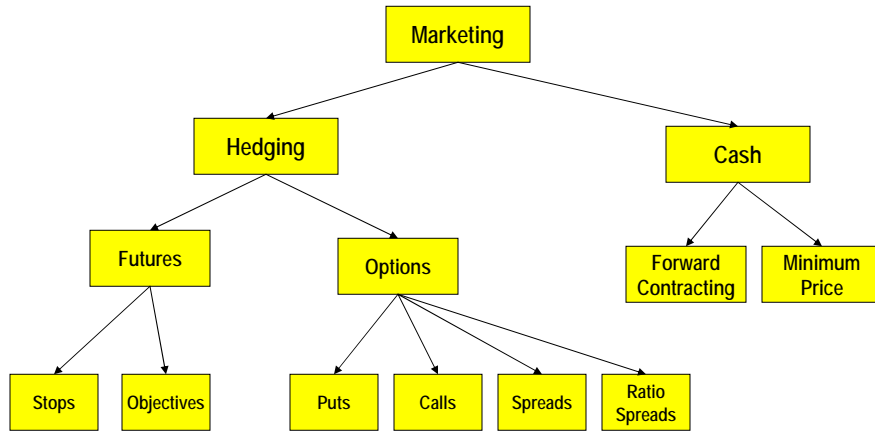 Marketing
Hedging
Cash
Futures
Options
Forward
Contracting
Minimum
Price
Stops
Objectives
Puts
Calls
Spreads
Ratio
Spreads